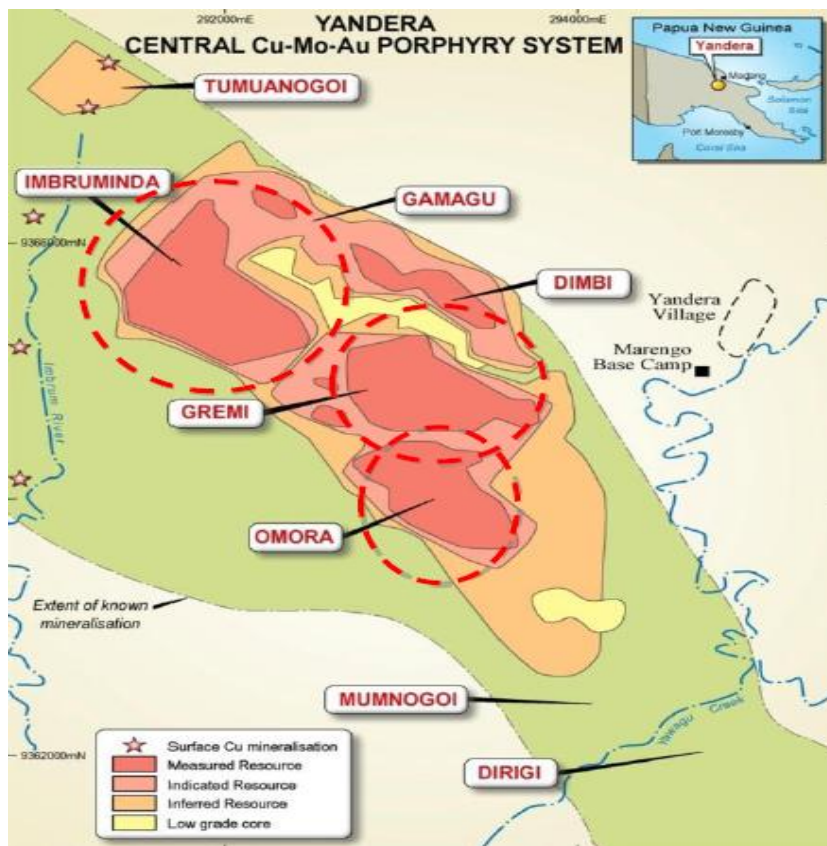 292000mE
294000mE
YANDERA
CENTRAL Cu-Mo-Au PORPHYRY SYSTEM
Papua New Guinea
Yandera
Madang
Solomon
Sea
Port Moresby
Coral Sea
TUMUANOGOI
IMBRUMINDA
GAMAGU
DIMBI
Yandera
Village
Marengo
Base Camp
Imbrum River
GREMI
OMORA
Extent of known
mineralisation
MUMNOGOI
Yawagu Creek
DIRIGI
9362000mN
Surface Cu mineralisation
Measured Resource
Indicated Resource
Inferred Resource
Low grade core